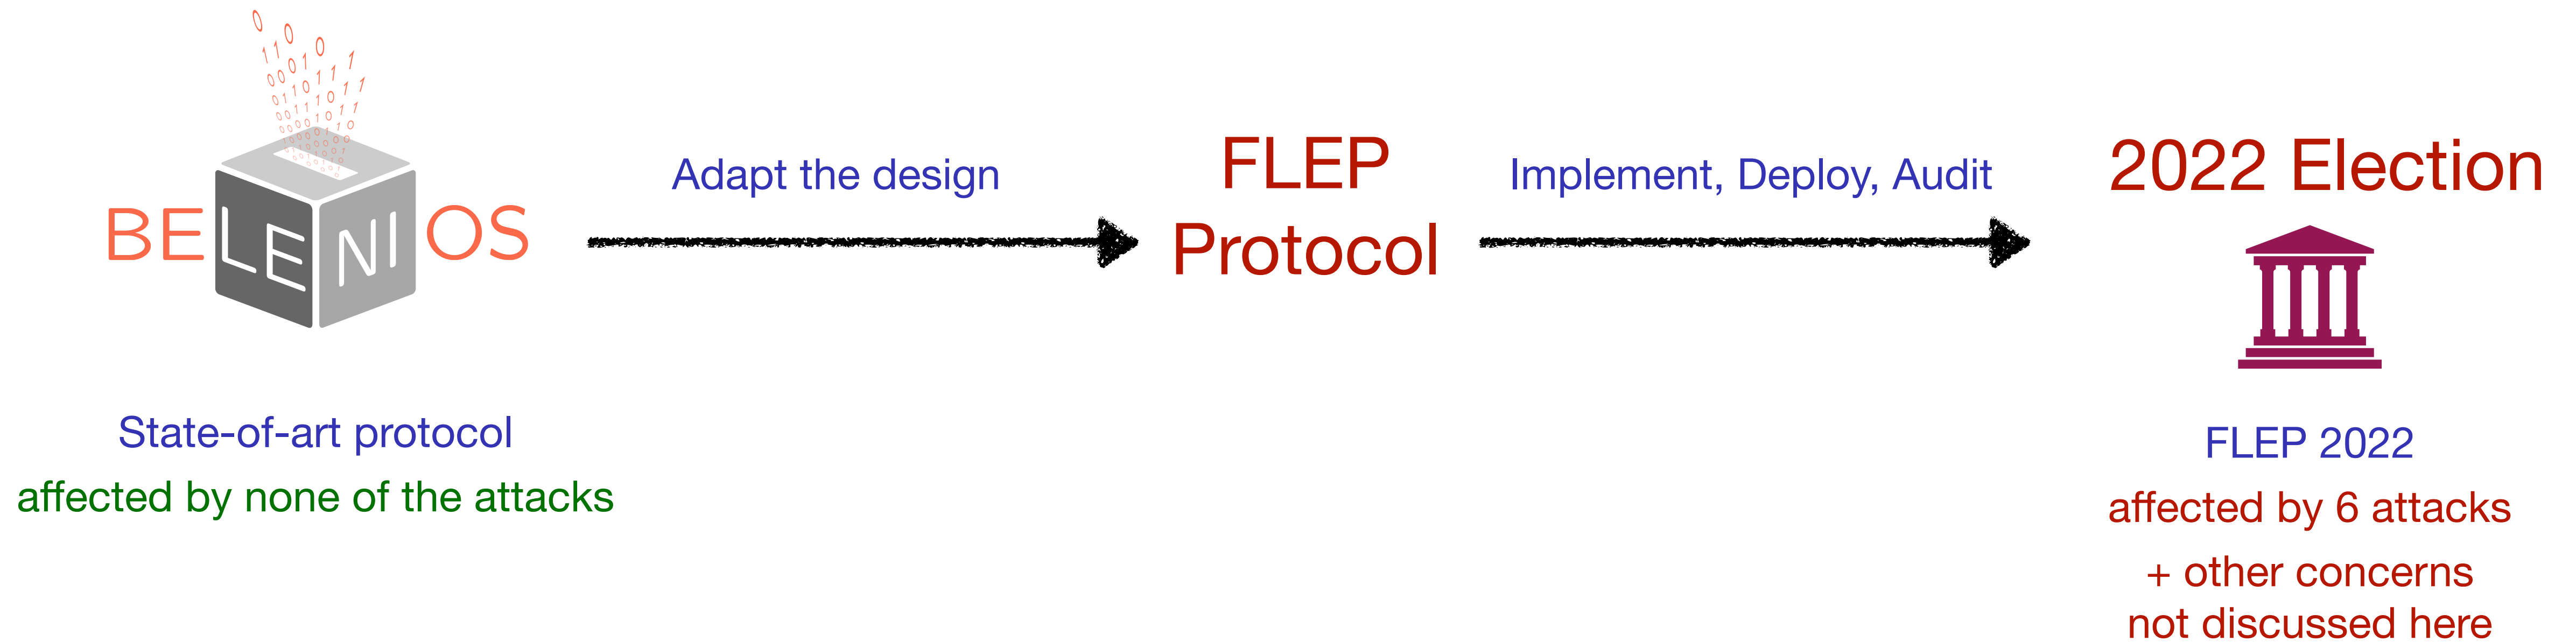 BELENIOS
State-of-art protocol
affected by none of the attacks
Adapt the design
FLEP
Protocol
Implement, Deploy, Audit
2022 Election
FLEP 2022
affected by 6 attacks
+ other concerns
not discussed here